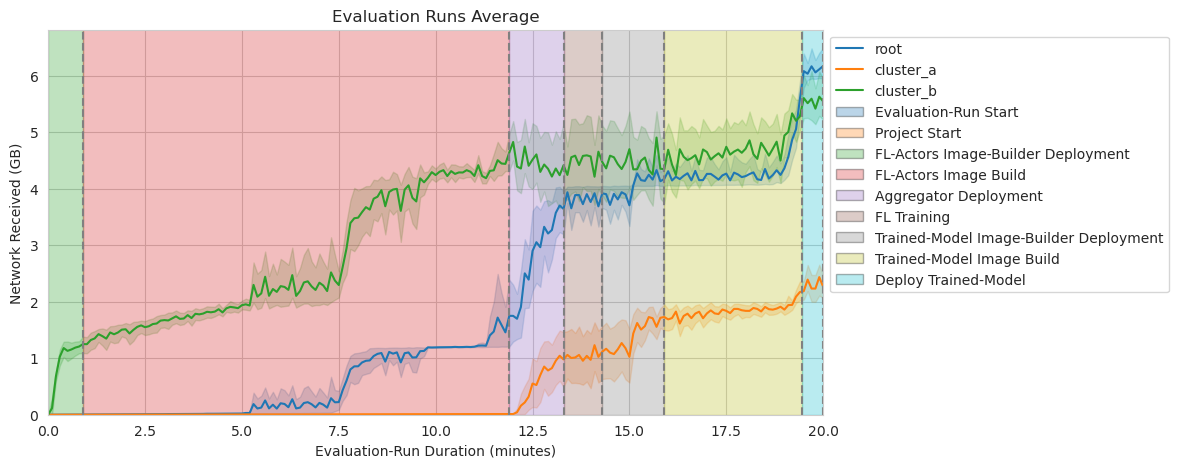 Evaluation Runs Average
Network Received (GB)
6
5
4
3
2
1
0
0.0
2.5
5.0
7.5
10.0
12.5
15.0
17.5
20.0
Evaluation-Run Duration (minutes)
root
cluster_a
cluster_b
Evaluation-Run Start
Project Start
FL-Actors Image-Builder Deployment
FL-Actors Image Build
Aggregator Deployment
FL Training
Trained-Model Image-Builder Deployment
Trained-Model Image Build
Deploy Trained-Model